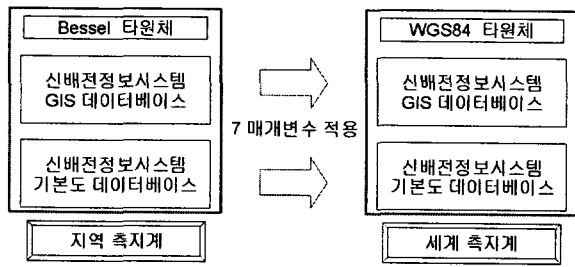 Bessel 타원체
신배전정보시스템
GIS 데이터베이스
신배전정보시스템
기본도 데이터베이스
지역 측지계
7 매개변수 적용
WGS84 타원체
신배전정보시스템
GIS 데이터베이스
신배전정보시스템
기본도 데이터베이스
세계 측지계